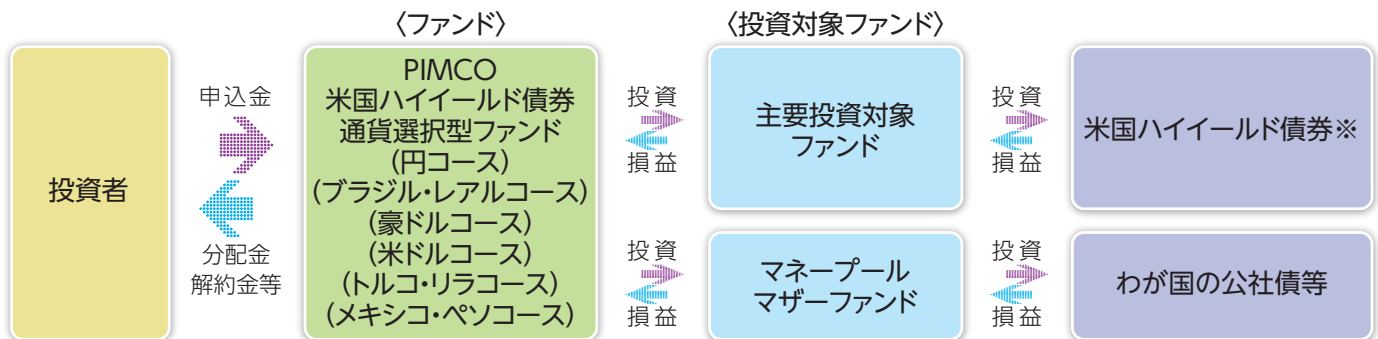 〈ファンド〉
〈投資対象ファンド〉
投資者
申込金
分配金
解約金等
PIMCO
米国ハイイールド債券
通貨選択型ファンド
(円コース)
(ブラジル・レアルコース)
(豪ドルコース)
(米ドルコース)
(トルコ・リラコース)
(メキシコ・ペソコース)
投資
損益
主要投資対象
ファンド
投資
損益
米国ハイイールド債券※
投資
損益
マネープール
マザーファンド
投資
損益
わが国の公社債等